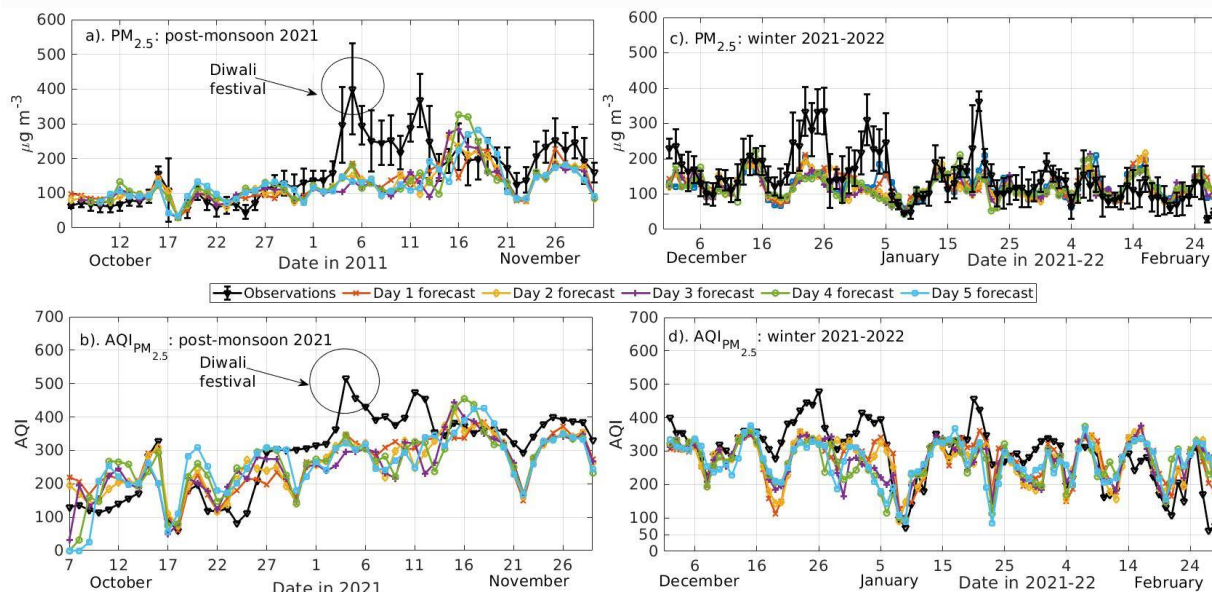 a). PM2.5: post-monsoon 2021
Diwali
festival
μg m-3
600
500
400
300
200
100
0
12 17 22 27 1 6 11 16 21 26
October Date in 2011 November
c). PM2.5: winter 2021-2022
μg m-3
600
500
400
300
200
100
0
6 16 26 5 15 25 4 14 24
December January Date in 2021-22 February
Observations Day 1 forecast Day 2 forecast Day 3 forecast Day 4 forecast Day 5 forecast
b). AQIPM2.5: post-monsoon 2021
Diwali
festival
AQI
700
600
500
400
300
200
100
0
7 12 17 22 27 1 6 11 16 21 26
October Date in 2021 November
d). AQIPM2.5: winter 2021-2022
AQI
700
600
500
400
300
200
100
50
0
6 16 26 5 15 25 4 14 24
December January Date in 2021-22 February